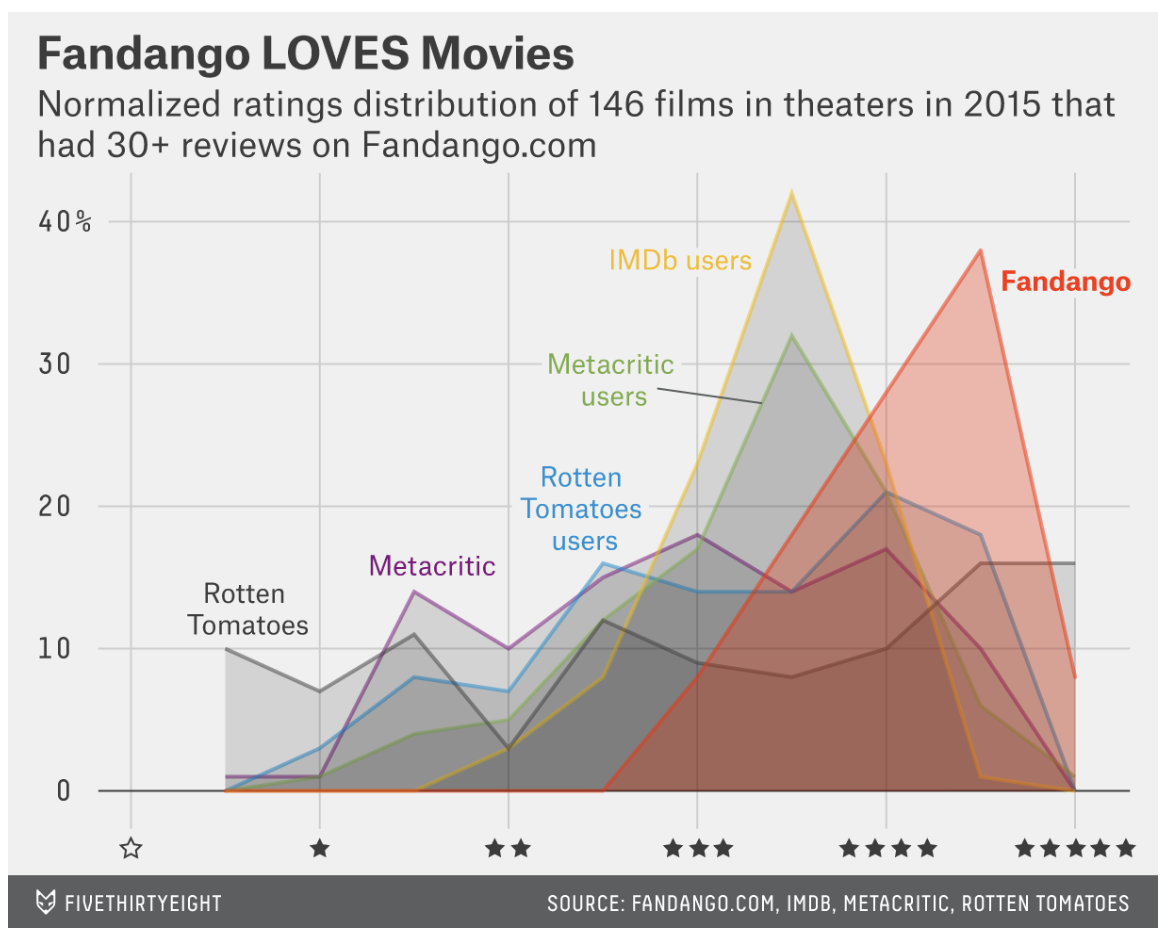 Fandango LOVES Movies
Normalized ratings distribution of 146 films in theaters in 2015 that
had 30+ reviews on Fandango.com
40%
30
20
10
0
IMDb users
Fandango
Metacritic
users
Rotten
Tomatoes
users
Metacritic
Rotten
Tomatoes
FIVETHIRTYEIGHT
SOURCE: FANDANGO.COM, IMDB, METACRITIC, ROTTEN TOMATOES